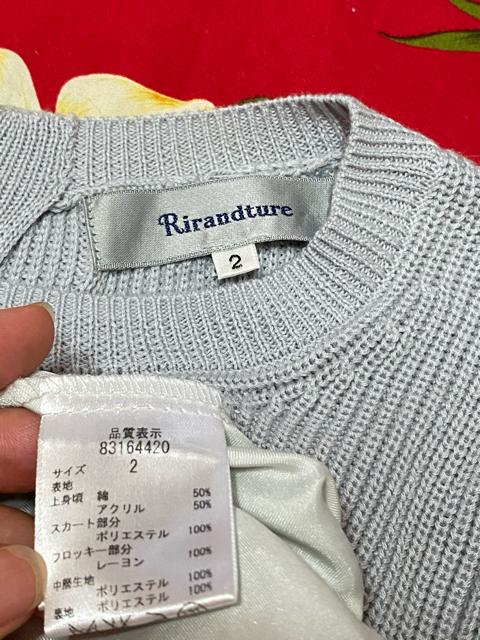 Rirandture
2
品質表示
83164420
サイズ 2
表地
上身頃 綿 50%
アクリル 50%
スカート部分
ポリエステル 100%
フロッキー部分
レーヨン 100%
中層生地
ポリエステル 100%
裏地 ポリエステル 100%